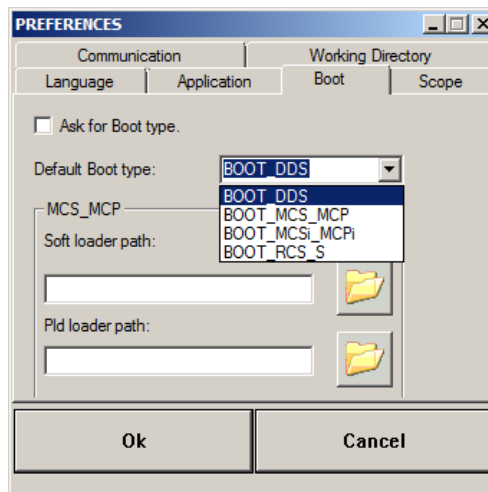 PREFERENCES
Communication
Working Directory
Language
Application
Boot
Scope
Ask for Boot type.
Default Boot type:
BOOT_DDS
BOOT_DDS
BOOT_MCS_MCP
BOOT_MCSi_MCPi
BOOT_RCS_S
MCS_MCP
Soft loader path:
Pld loader path:
Ok
Cancel